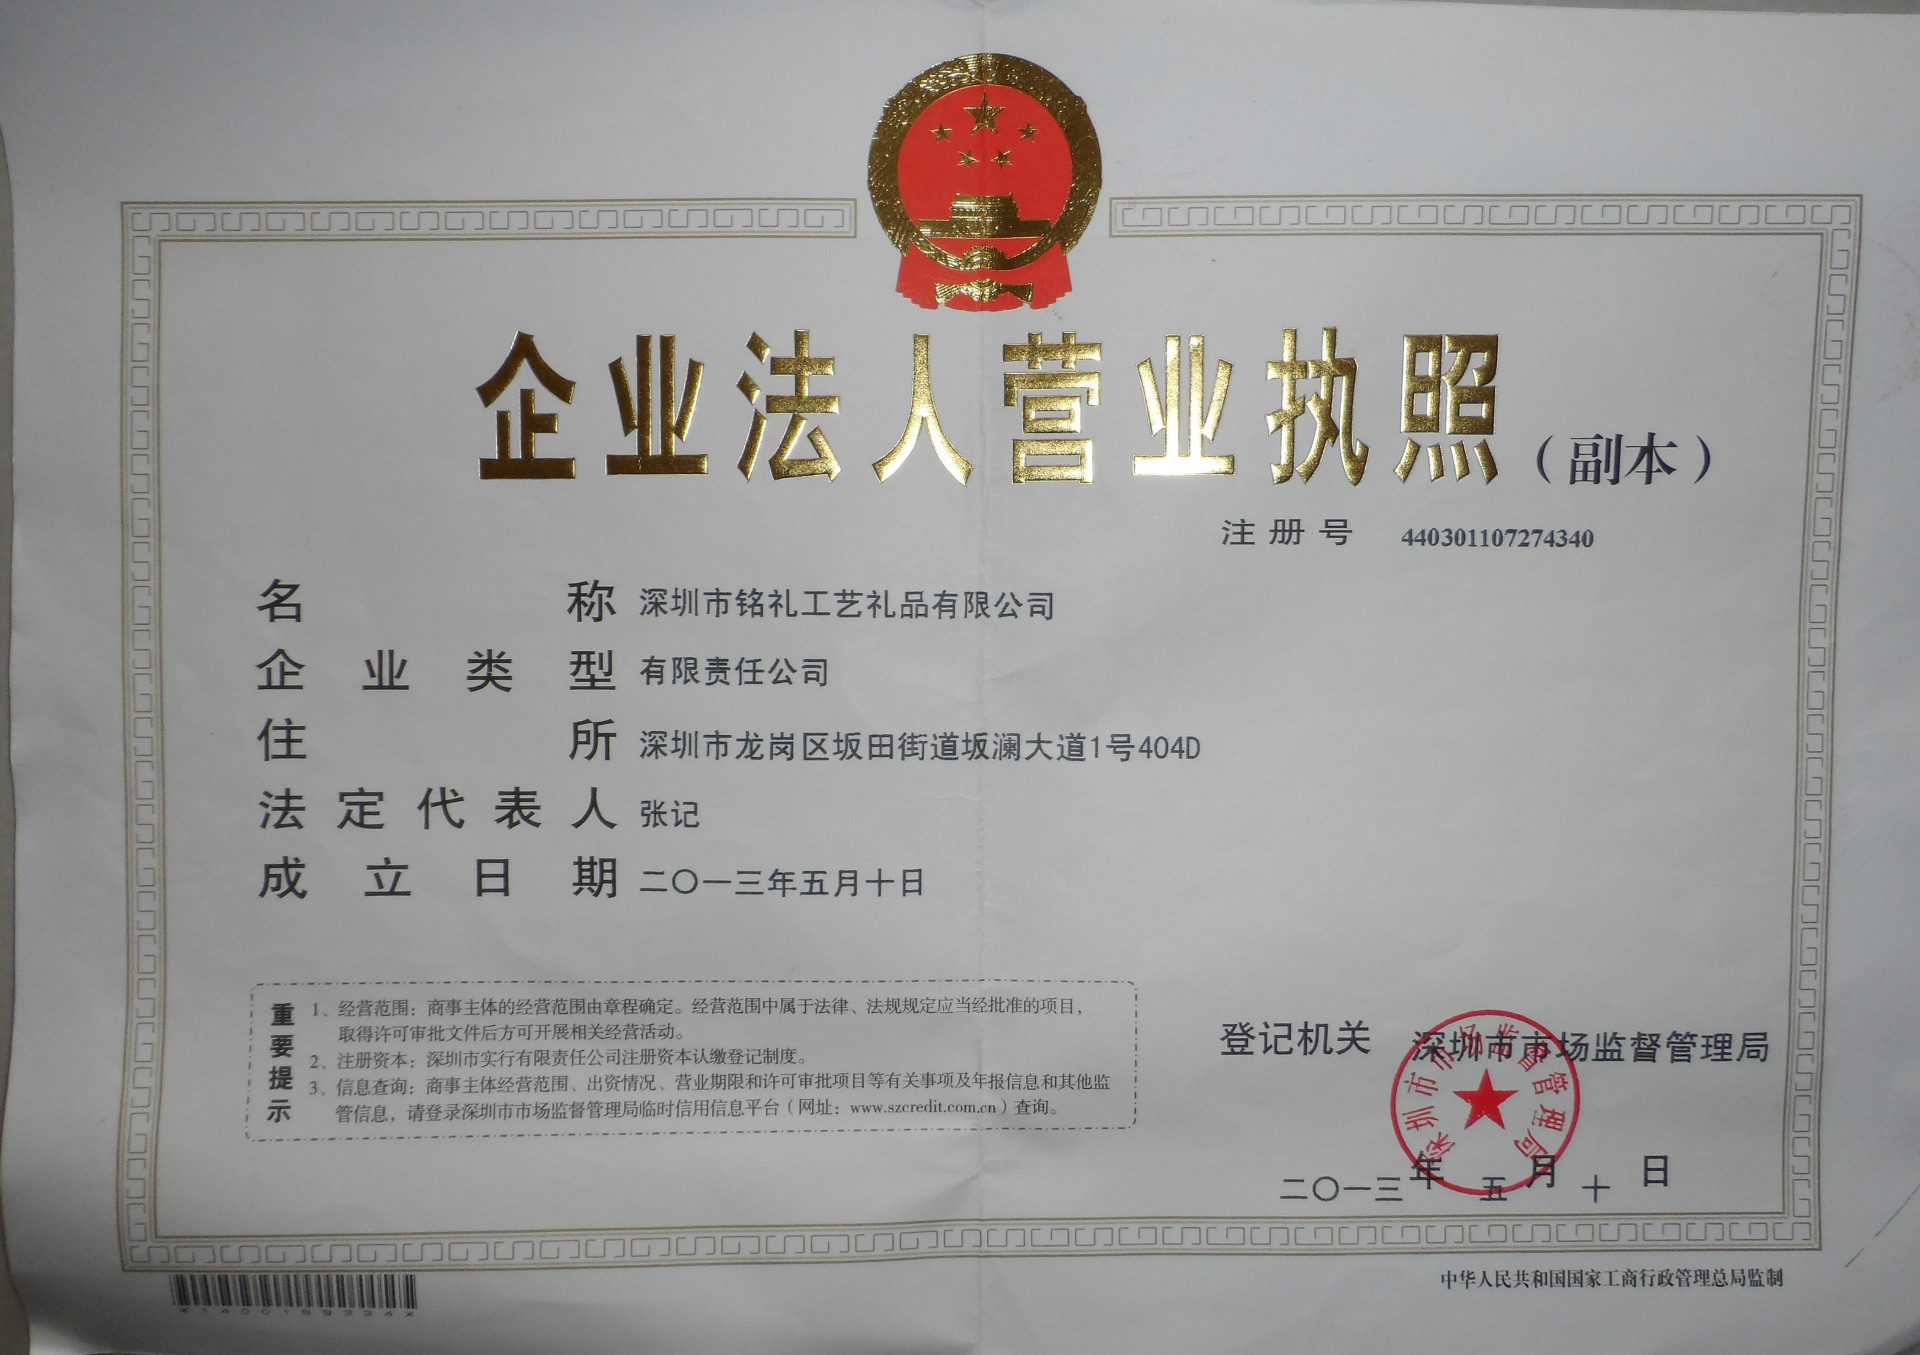 企业法人营业执照（副本）
注册号 440301107274340
名称 深圳市铭礼工艺礼品有限公司
企业类型 有限责任公司
住所 深圳市龙岗区坂田街道坂澜大道1号404D
法定代表人 张记
成立日期 二〇一三年五月十日
重要提示
1、经营范围：商事主体的经营范围由章程确定。经营范围中属于法律、法规规定应当经批准的项目，
取得许可审批文件后方可开展相关经营活动。
2、注册资本：深圳市实行有限责任公司注册资本认缴登记制度。
3、信息查询：商事主体经营范围、出资情况、营业期限和许可审批项目等有关事项及年报信息和其他监
管信息，请登录深圳市市场监督管理局临时信用信息平台（网址：www.szcredit.com.cn）查询。
登记机关 深圳市市场监督管理局
深圳市市场监督管理局
二〇一三年五月十日
中华人民共和国国家工商行政管理总局监制